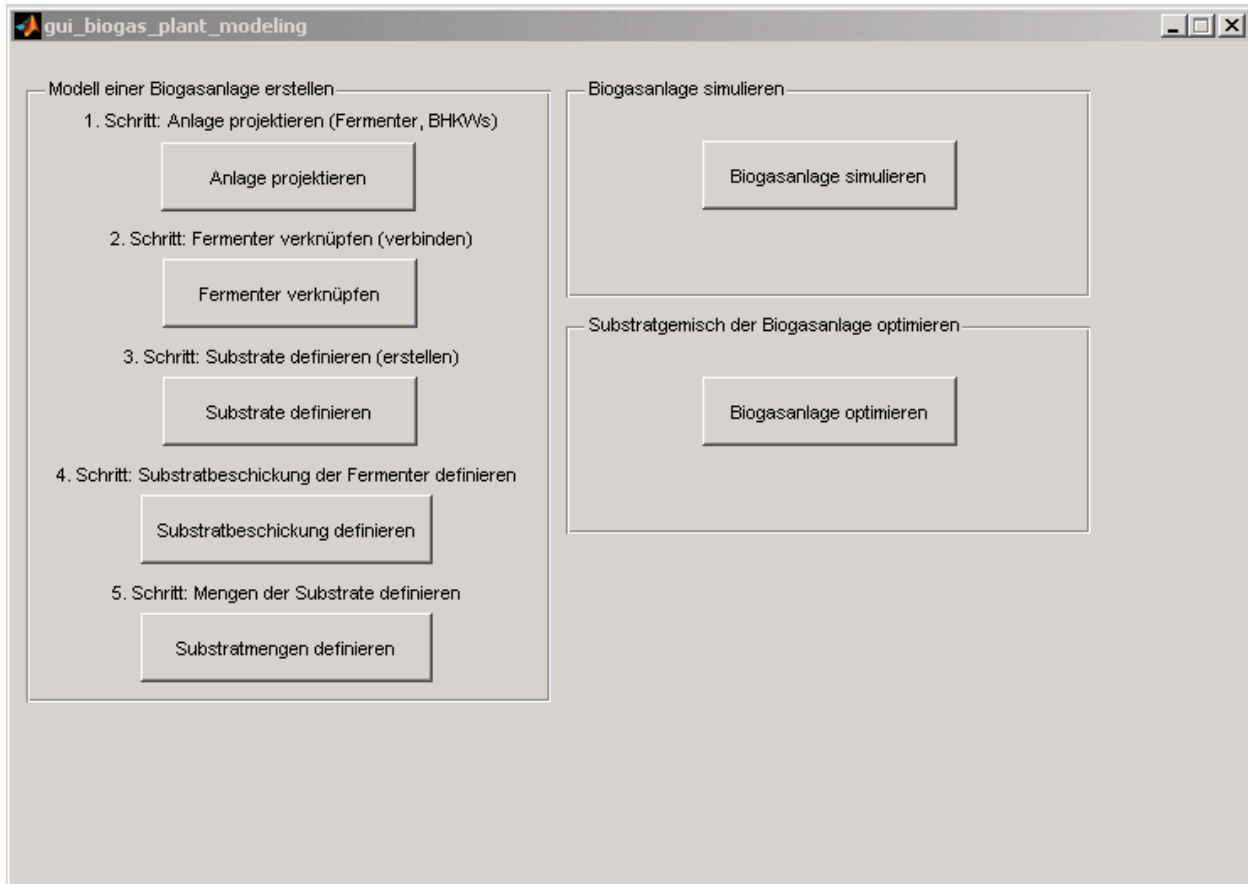 gui_biogas_plant_modeling
Modell einer Biogasanlage erstellen
1. Schritt: Anlage projektieren (Fermenter, BHKWs)
Anlage projektieren
2. Schritt: Fermenter verknüpfen (verbinden)
Fermenter verknüpfen
3. Schritt: Substrate definieren (erstellen)
Substrate definieren
4. Schritt: Substratbeschickung der Fermenter definieren
Substratbeschickung definieren
5. Schritt: Mengen der Substrate definieren
Substratmengen definieren
Biogasanlage simulieren
Biogasanlage simulieren
Substratgemisch der Biogasanlage optimieren
Biogasanlage optimieren